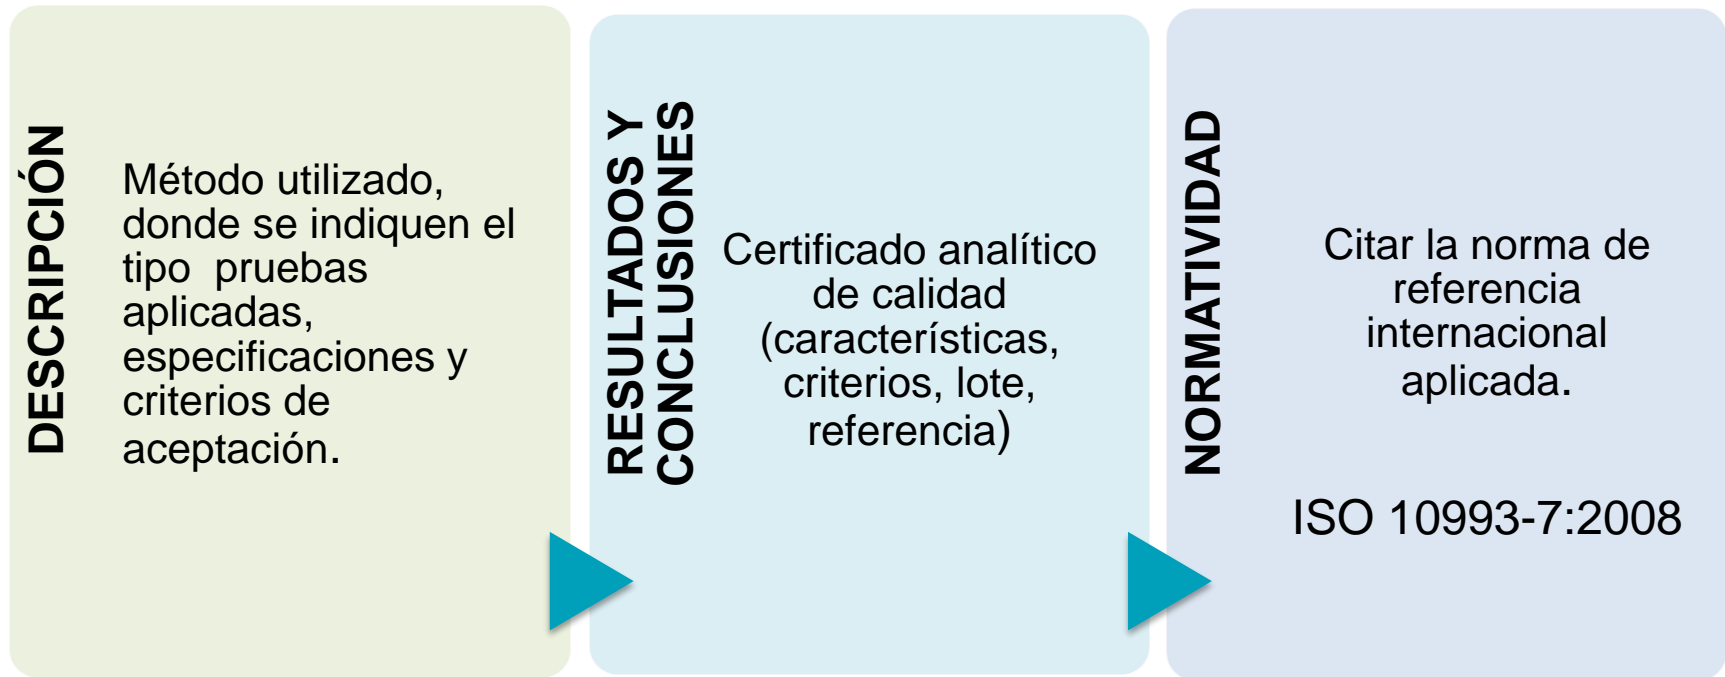 DESCRIPCIÓN
Método utilizado,
donde se indiquen el
tipo  pruebas
aplicadas,
especificaciones y
criterios de
aceptación.
RESULTADOS Y
CONCLUSIONES
Certificado analítico
de calidad
(características,
criterios, lote,
referencia)
NORMATIVIDAD
Citar la norma de
referencia
internacional
aplicada.
ISO 10993-7:2008